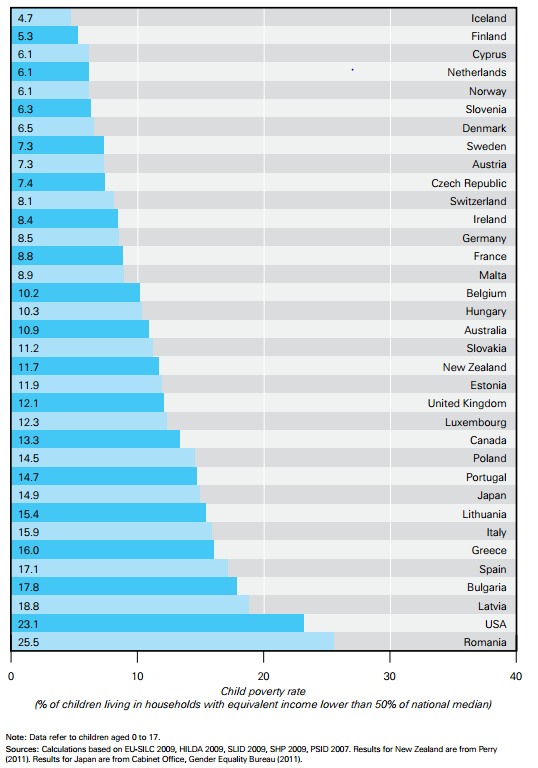 4.7 Iceland
5.3 Finland
6.1 Cyprus
6.1 Netherlands
6.1 Norway
6.3 Slovenia
6.5 Denmark
7.3 Sweden
7.3 Austria
7.4 Czech Republic
8.1 Switzerland
8.4 Ireland
8.5 Germany
8.8 France
8.9 Malta
10.2 Belgium
10.3 Hungary
10.9 Australia
11.2 Slovakia
11.7 New Zealand
11.9 Estonia
12.1 United Kingdom
12.3 Luxembourg
13.3 Canada
14.5 Poland
14.7 Portugal
14.9 Japan
15.4 Lithuania
15.9 Italy
16.0 Greece
17.1 Spain
17.8 Bulgaria
18.8 Latvia
23.1 USA
25.5 Romania
0 10 20 30 40
Child poverty rate
(% of children living in households with equivalent income lower than 50% of national median)
Note: Data refer to children aged 0 to 17.
Sources: Calculations based on EU-SILC 2009, HILDA 2009, SLID 2009, SHP 2009, PSID 2007. Results for New Zealand are from Perry
(2011). Results for Japan are from Cabinet Office, Gender Equality Bureau (2011).